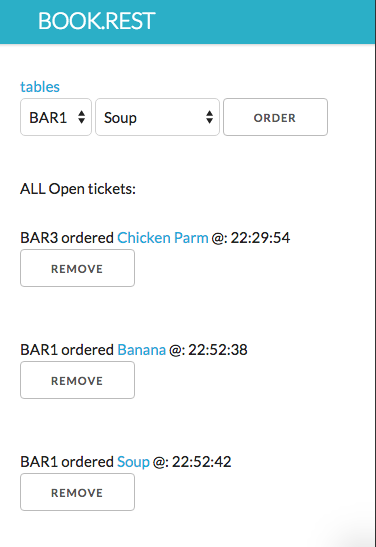 BOOK.REST
tables
BAR1 Soup ORDER
ALL Open tickets:
BAR3 ordered Chicken Parm @: 22:29:54
REMOVE
BAR1 ordered Banana @: 22:52:38
REMOVE
BAR1 ordered Soup @: 22:52:42
REMOVE